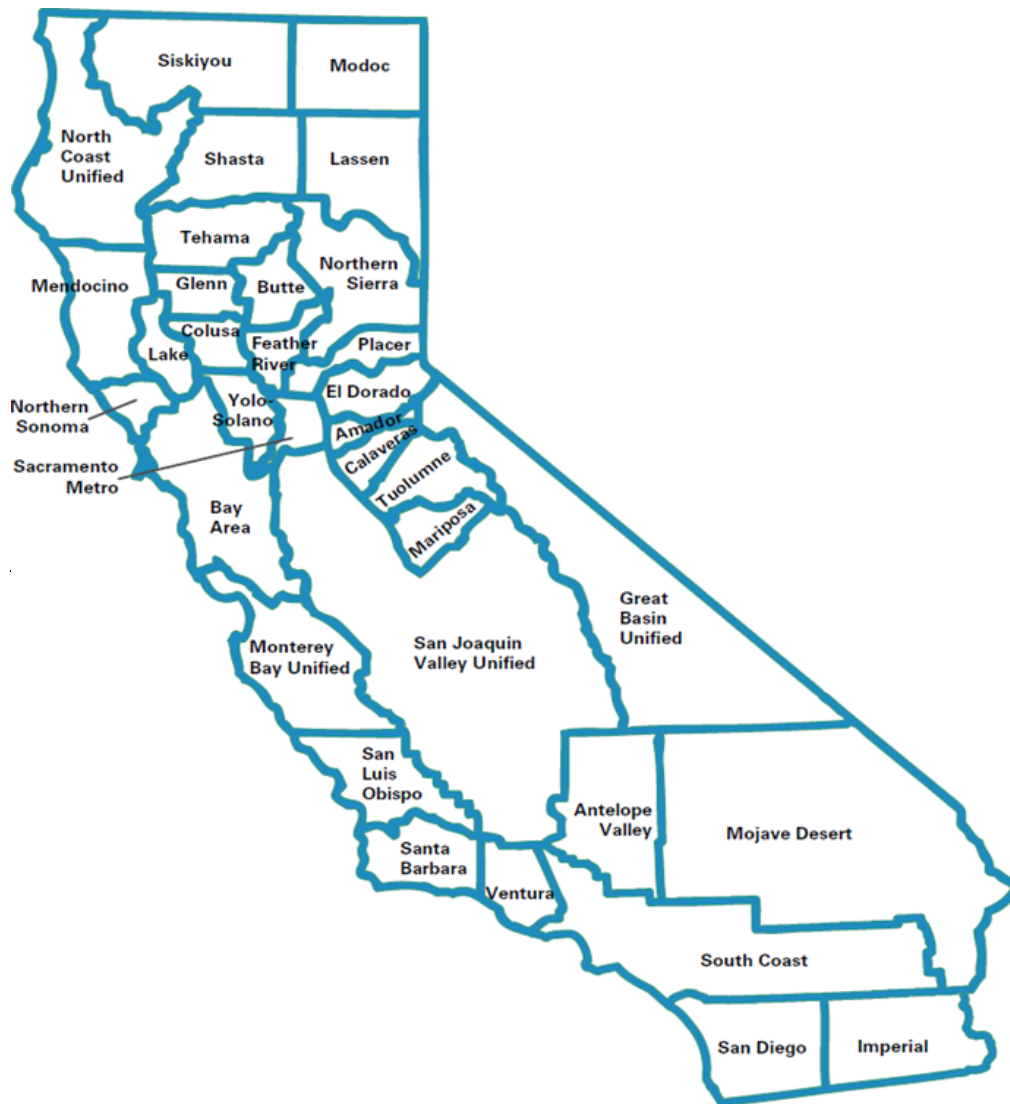 Siskiyou
Modoc
North
Coast
Unified
Shasta
Lassen
Tehama
Northern
Sierra
Mendocino
Glenn
Butte
Colusa
Lake
Feather
River
Placer
El Dorado
Yolo-
Solano
Northern
Sonoma
Amador
Calaveras
Sacramento
Metro
Tuolumne
Bay
Area
Mariposa
Great
Basin
Unified
Monterey
Bay Unified
San Joaquin
Valley Unified
San
Luis
Obispo
Antelope
Valley
Mojave Desert
Santa
Barbara
Ventura
South Coast
San Diego
Imperial